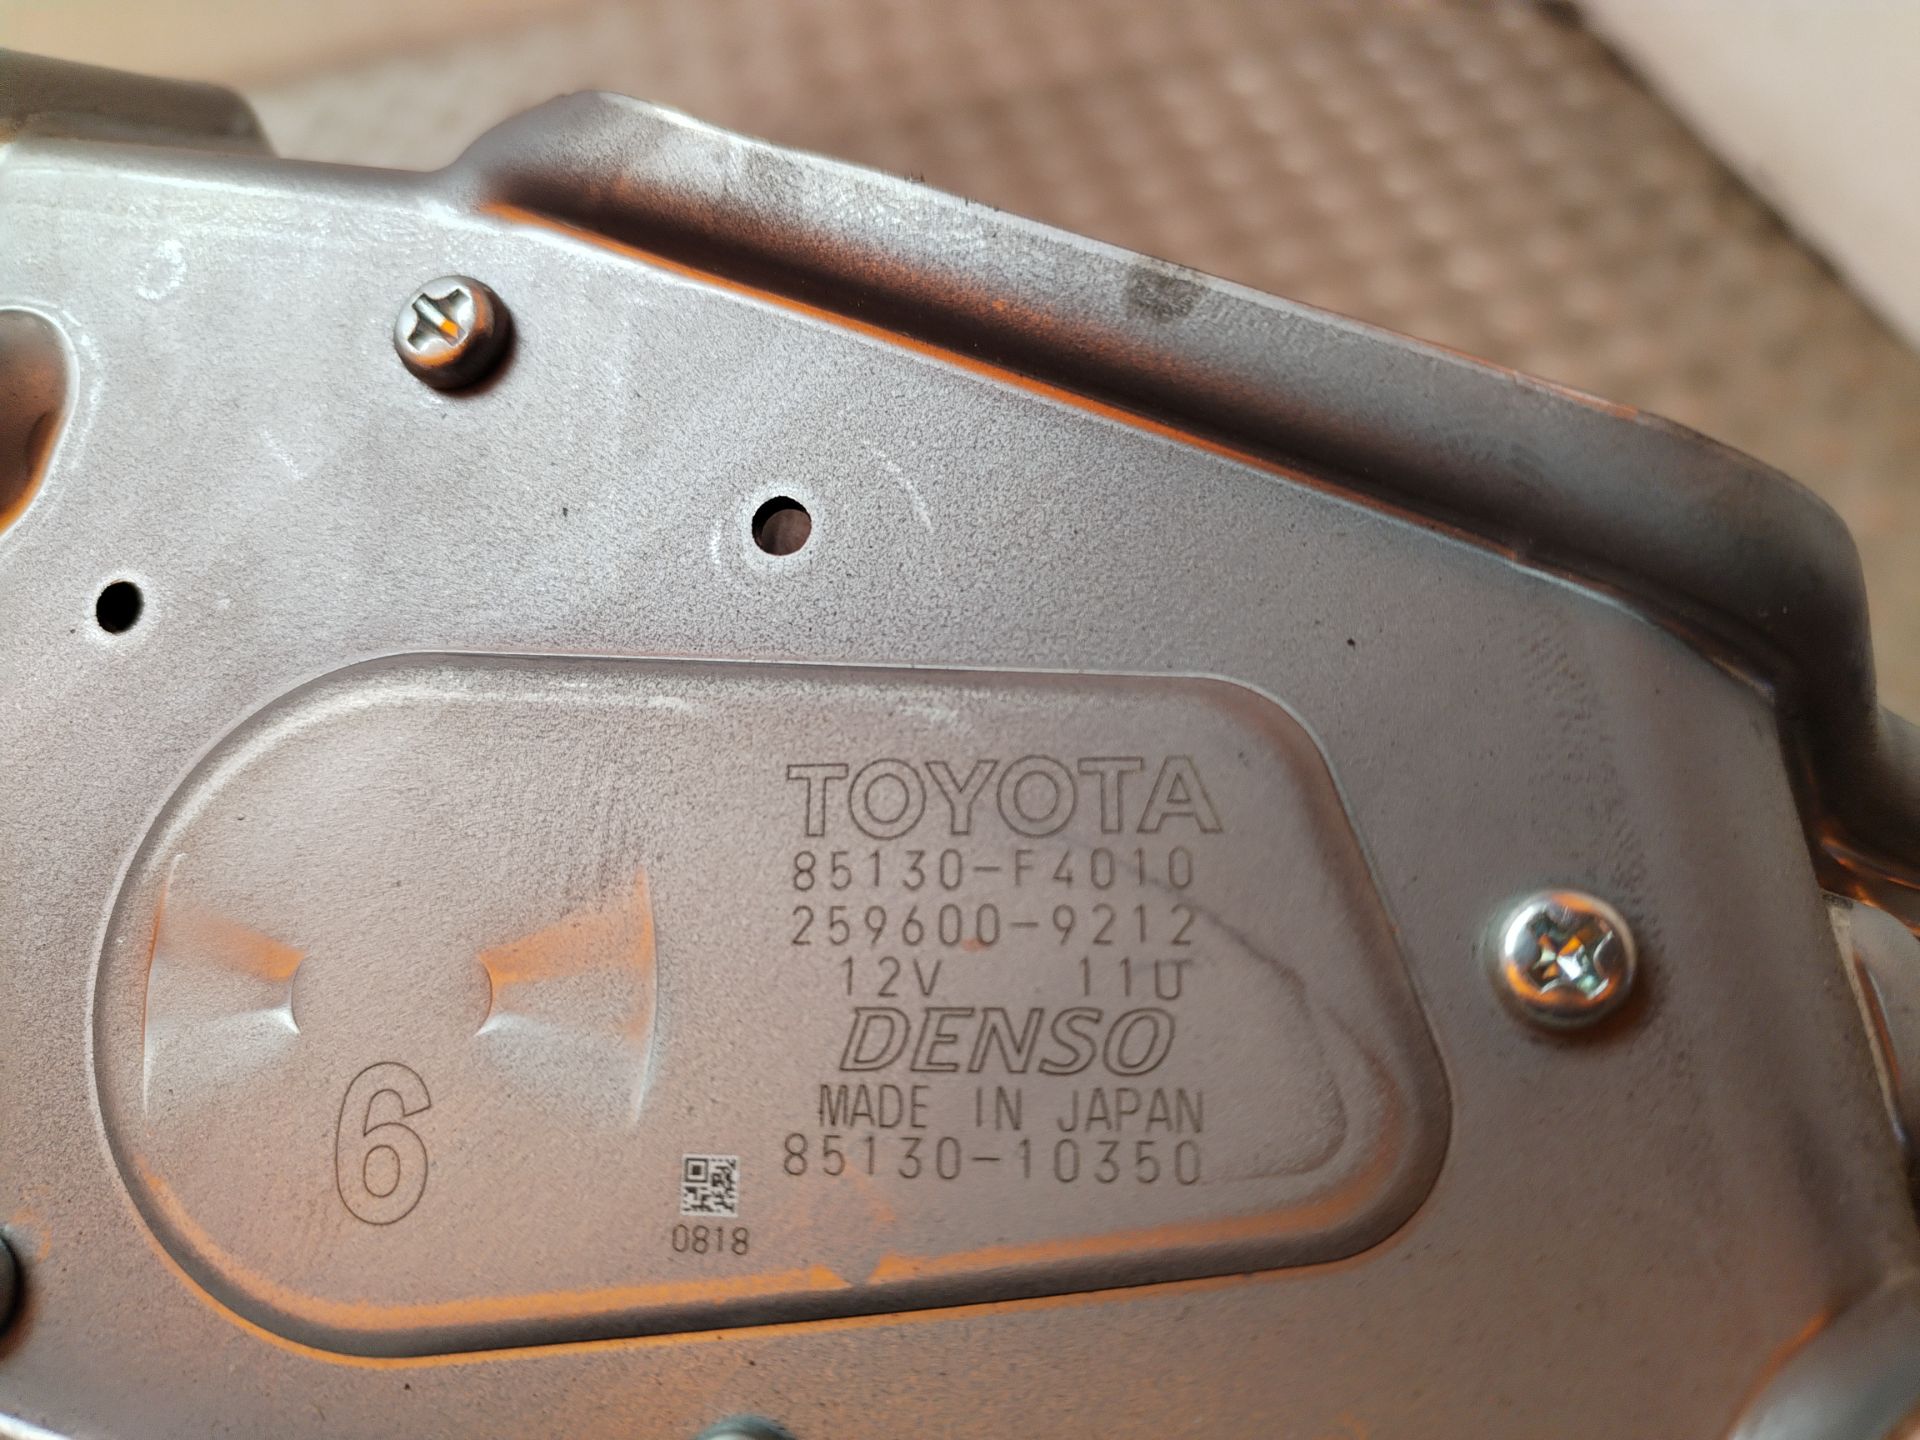 TOYOTA
85130-F4010
259600-9212
12V 11U
DENSO
MADE IN JAPAN
85130-10350
6
0818